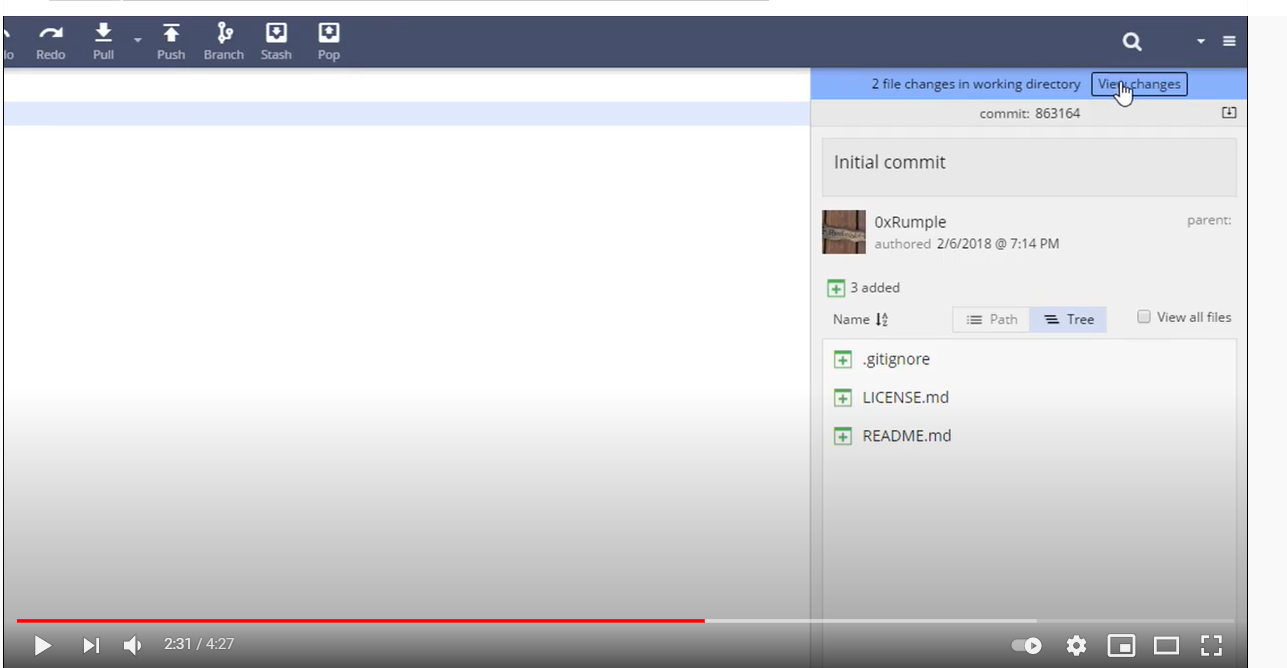 Redo Pull Push Branch Stash Pop
2 file changes in working directory View changes
commit: 863164
Initial commit
0xRumple parent:
authored 2/6/2018 @ 7:14 PM
3 added
Name Path Tree View all files
.gitignore
LICENSE.md
README.md
2:31 / 4:27